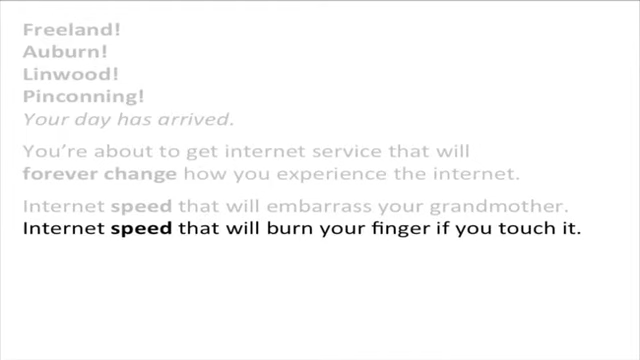 Freeland!
Auburn!
Linwood!
Pinconning!
Your day has arrived.
You're about to get internet service that will
forever change how you experience the internet.
Internet speed that will embarrass your grandmother.
Internet speed that will burn your finger if you touch it.